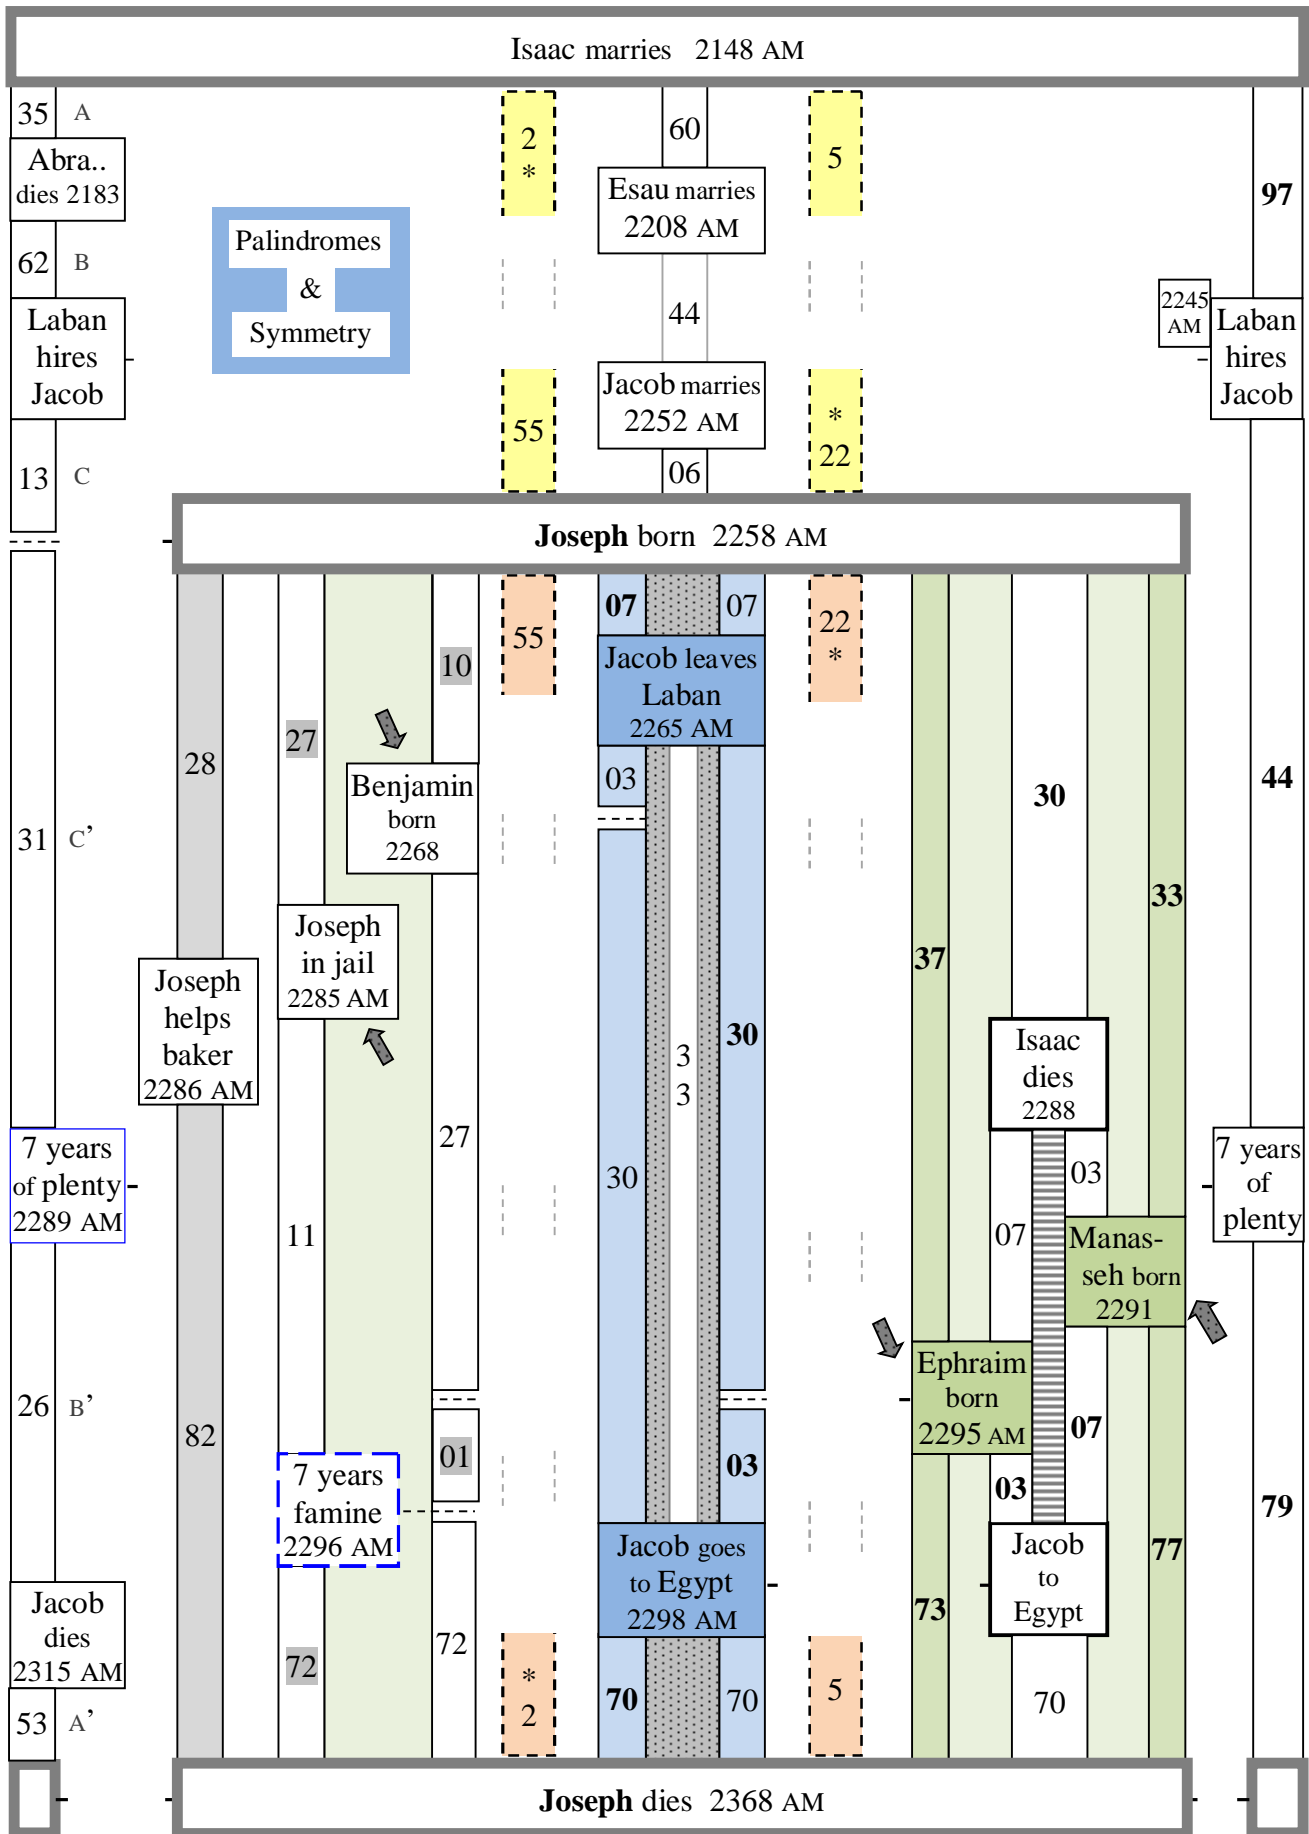 Isaac marries 2148 AM
35 A
60
2
*
5
Abra..
dies 2183
Esau marries
2208 AM
97
Palindromes
&
Symmetry
62 B
44
2245
AM
Laban
hires
Jacob
Laban
hires
Jacob
Jacob marries
2252 AM
55
*
22
13 C
06
Joseph born 2258 AM
07
07
55
22
*
10
Jacob leaves
Laban
2265 AM
28
27
03
30
44
Benjamin
born
2268
31 C’
33
Joseph
in jail
2285 AM
37
Joseph
helps
baker
2286 AM
30
3
3
Isaac
dies
2288
27
7 years
of plenty
2289 AM
30
03
7 years
of
plenty
11
07
Manas-
seh born
2291
Ephraim
born
2295 AM
26 B’
82
01
07
03
7 years
famine
2296 AM
03
79
Jacob goes
to Egypt
2298 AM
Jacob
to
Egypt
77
73
Jacob
dies
2315 AM
72
72
*
2
70
70
5
70
53 A’
Joseph dies 2368 AM